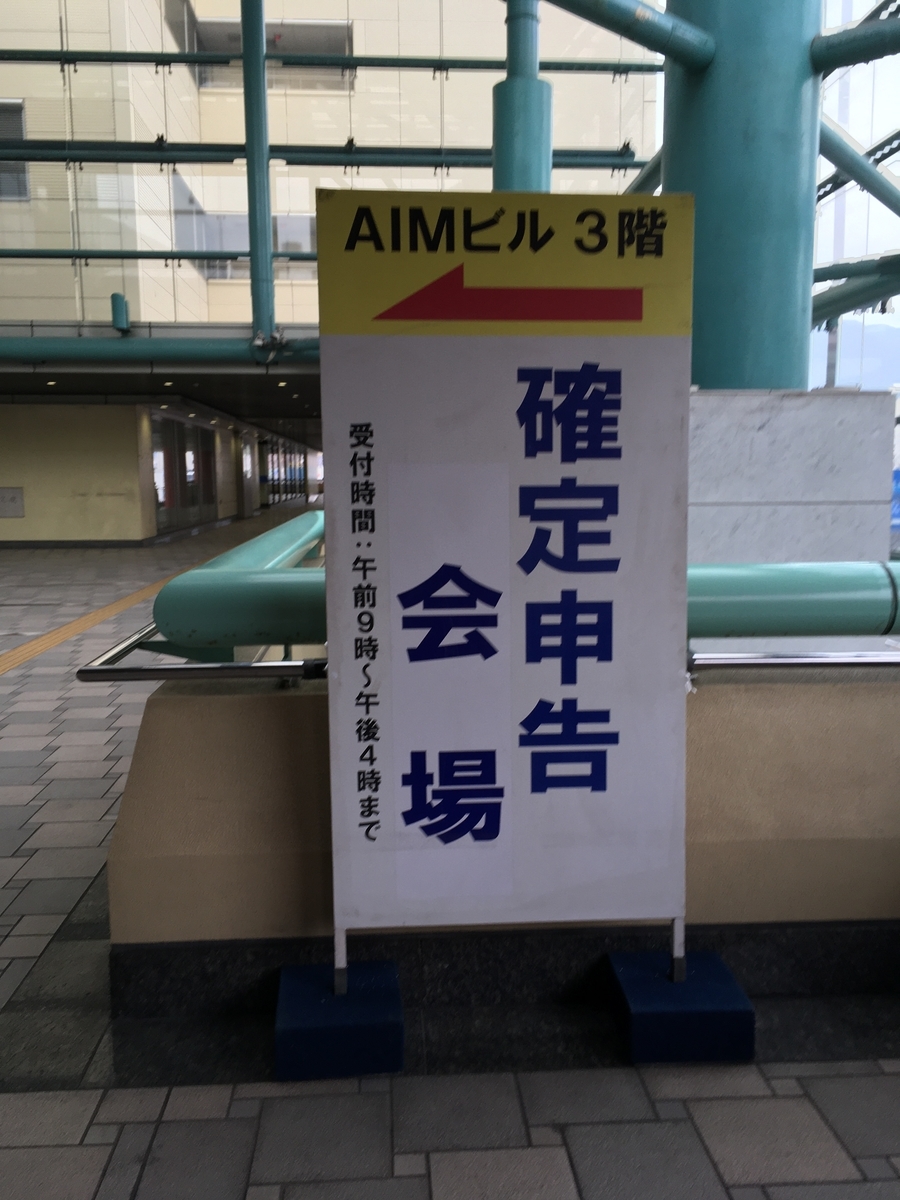 AIMビル 3階
確定申告
会場
受付時間：午前9時～午後4時まで